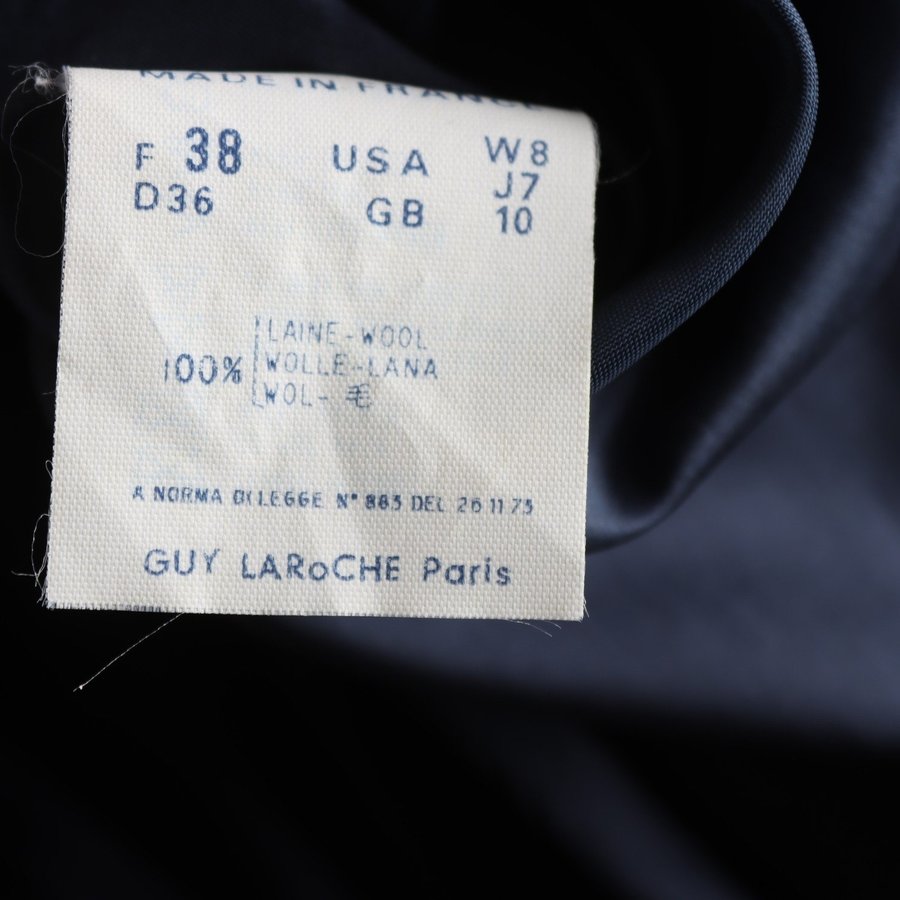 MADE IN FRANCE
F 38 USA W8
J7
D36 GB 10
100% LAINE-WOOL
WOLLE-LANA
WOL- 毛
A NORMA DI LEGGE N° 883 DEL 26 11 73
GUY LAROCHE Paris